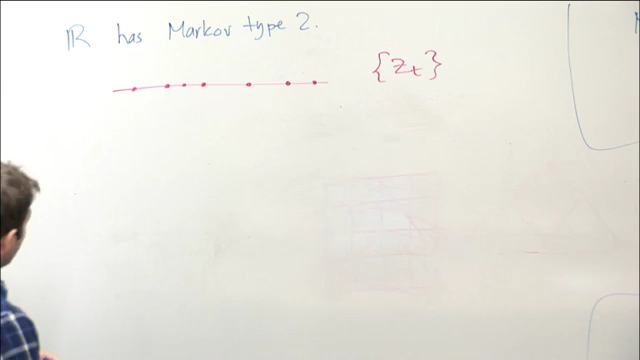 ℝ has Markov type 2.
{Z_t}